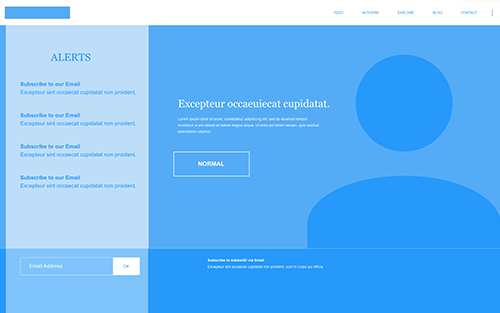 FEED AUTHORS EXPLORE BLOG CONTACT
ALERTS
Subscribe to our Email
Excepteur sint occaecat cupidatat non proident,
Subscribe to our Email
Excepteur sint occaecat cupidatat non proident,
Subscribe to our Email
Excepteur sint occaecat cupidatat non proident,
Subscribe to our Email
Excepteur sint occaecat cupidatat non proident,
Excepteur occaeuiecat cupidatat.
Lorem ipsum dolor sit amet, consectetur adipiscing elit, sed do eiusmod tempor
incididunt ut labore et dolore magna aliqua. Ut enim ad minim veniam, quis nostrud
exercitation ullamco
NORMAL
Email Address
OK
Subscribe to via Email
Excepteur sint occaecat cupidatat non proident, sunt in culpa qui officia